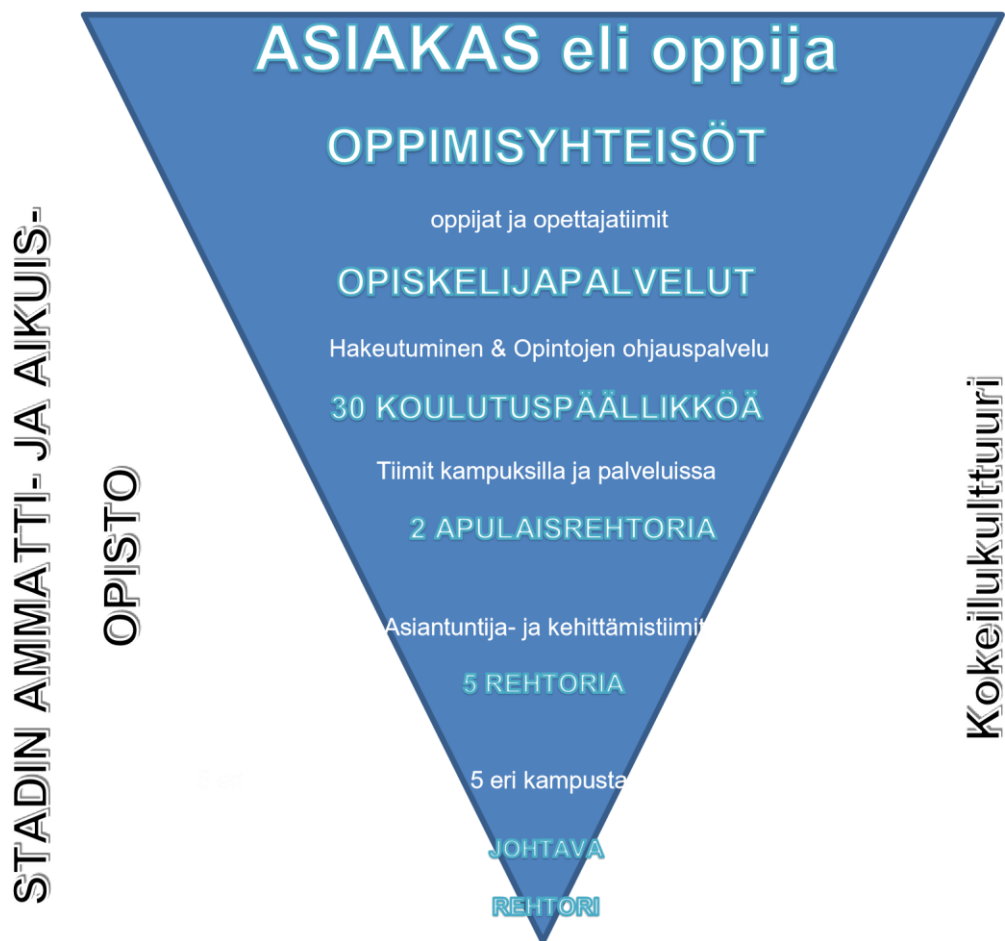 STADIN AMMATTI- JA AIKUIS-
OPISTO
ASIAKAS eli oppija
OPPIMISYHTEISÖT
oppijat ja opettajatiimit
OPISKELIJAPALVELUT
Hakeutuminen & Opintojen ohjauspalvelu
30 KOULUTUSPÄÄLLIKKÖÄ
Tiimit kampuksilla ja palveluissa
2 APULAISREHTORIA
Asiantuntija- ja kehittämistiimit
5 REHTORIA
5 eri kampusta
JOHTAVA
REHTORI
Kokeilukulttuuri